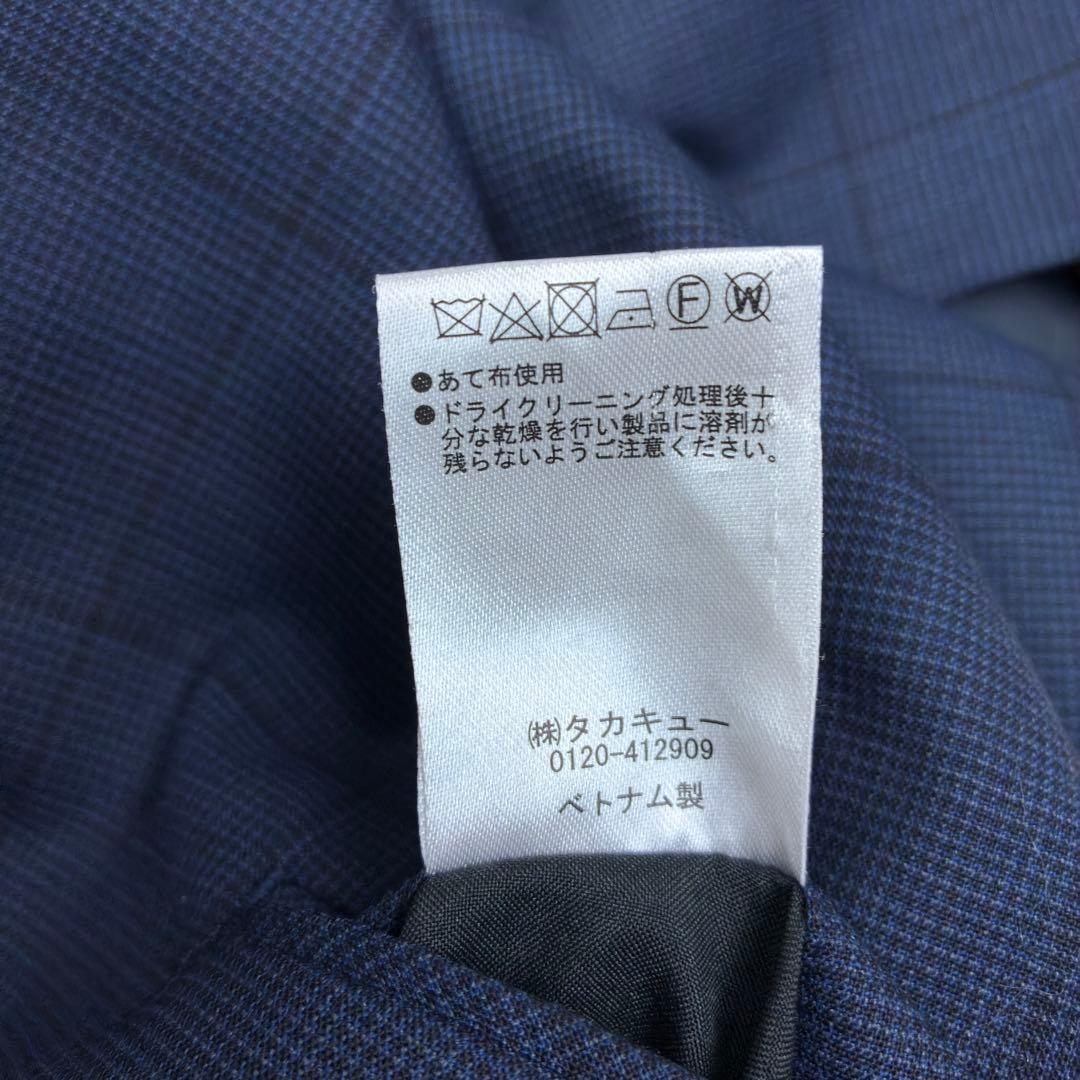 F W
●あて布使用
●ドライクリーニング処理後十
分な乾燥を行い製品に溶剤が
残らないようご注意ください。
㈱タカキュー
0120-412909
ベトナム製